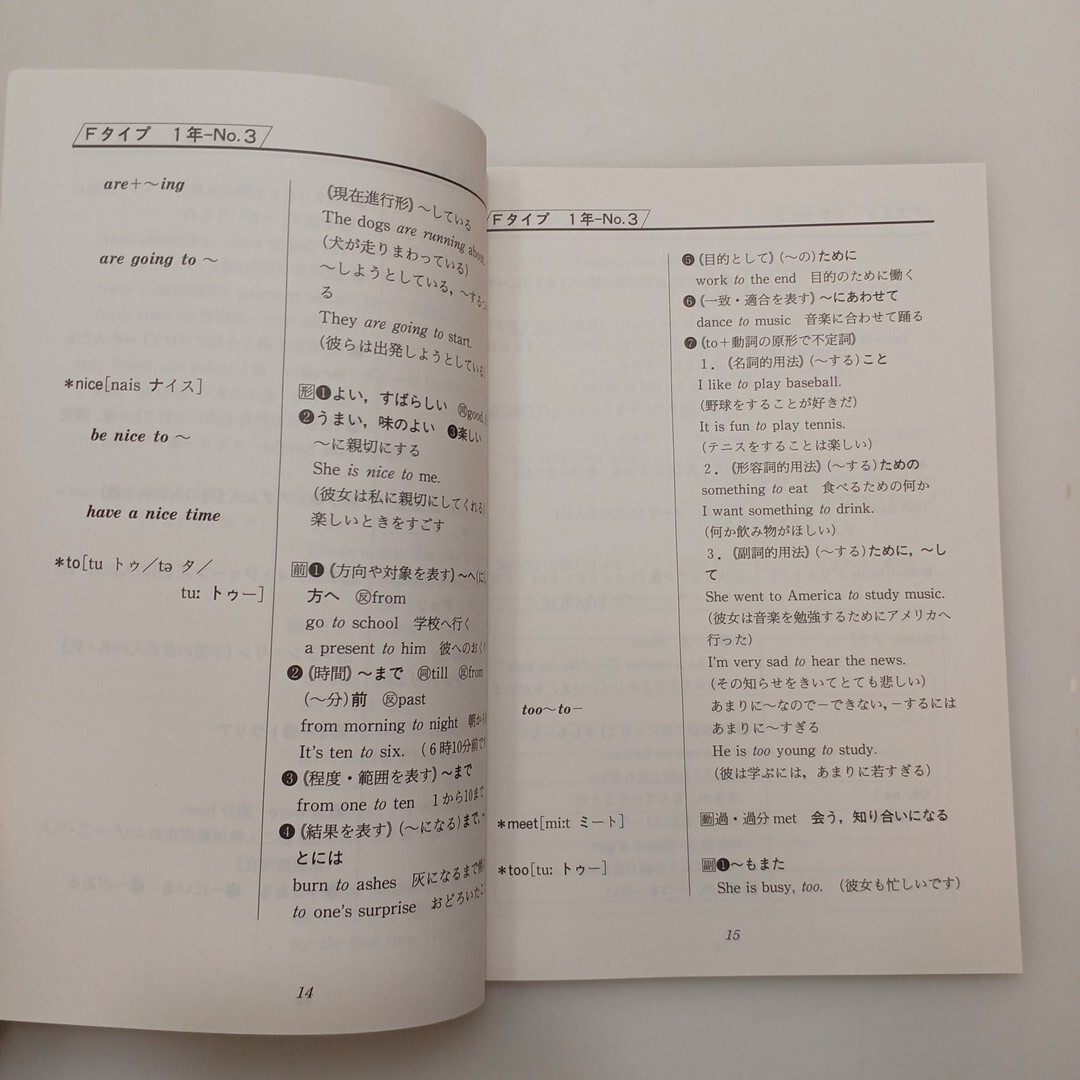 Fタイプ 1年-No.3
are+～ing
《現在進行形》～している
The dogs are running about.
(犬が走りまわっている)
are going to ～
～しようとしている，～する
る
They are going to start.
(彼らは出発しようとしている)
*nice[nais ナイス]
形❶よい，すばらしい 同good,
❷うまい，味のよい ❸楽しい
be nice to ～
～に親切にする
She is nice to me.
(彼女は私に親切にしてくれる)
have a nice time
楽しいときをすごす
*to[tu トゥ／tə タ／
tu: トゥー]
前❶《方向や対象を表す》～へ(に)，
方へ 反from
go to school 学校へ行く
a present to him 彼へのおく
❷《時間》～まで 同till 反from
(～分)前 反past
from morning to night 朝から
It's ten to six. (6時10分前で
❸《程度・範囲を表す》～まで
from one to ten 1から10まで
❹《結果を表す》(～になる)まで，
とには
burn to ashes 灰になるまで
to one's surprise おどろいた
14
Fタイプ 1年-No.3
❺《目的として》(～の)ために
work to the end 目的のために働く
❻《一致・適合を表す》～にあわせて
dance to music 音楽に合わせて踊る
❼《to＋動詞の原形で不定詞》
1．《名詞的用法》(～する)こと
I like to play baseball.
(野球をすることが好きだ)
It is fun to play tennis.
(テニスをすることは楽しい)
2．《形容詞的用法》(～する)ための
something to eat 食べるための何か
I want something to drink.
(何か飲み物がほしい)
3．《副詞的用法》(～する)ために，～し
て
She went to America to study music.
(彼女は音楽を勉強するためにアメリカへ
行った)
I'm very sad to hear the news.
(その知らせをきいてとても悲しい)
too～to－
あまりに～なので－できない，－するには
あまりに～すぎる
He is too young to study.
(彼は学ぶには，あまりに若すぎる)
*meet[mi:t ミート]
動過・過分 met 会う，知り合いになる
*too[tu: トゥー]
副❶～もまた
She is busy, too. (彼女も忙しいです)
15